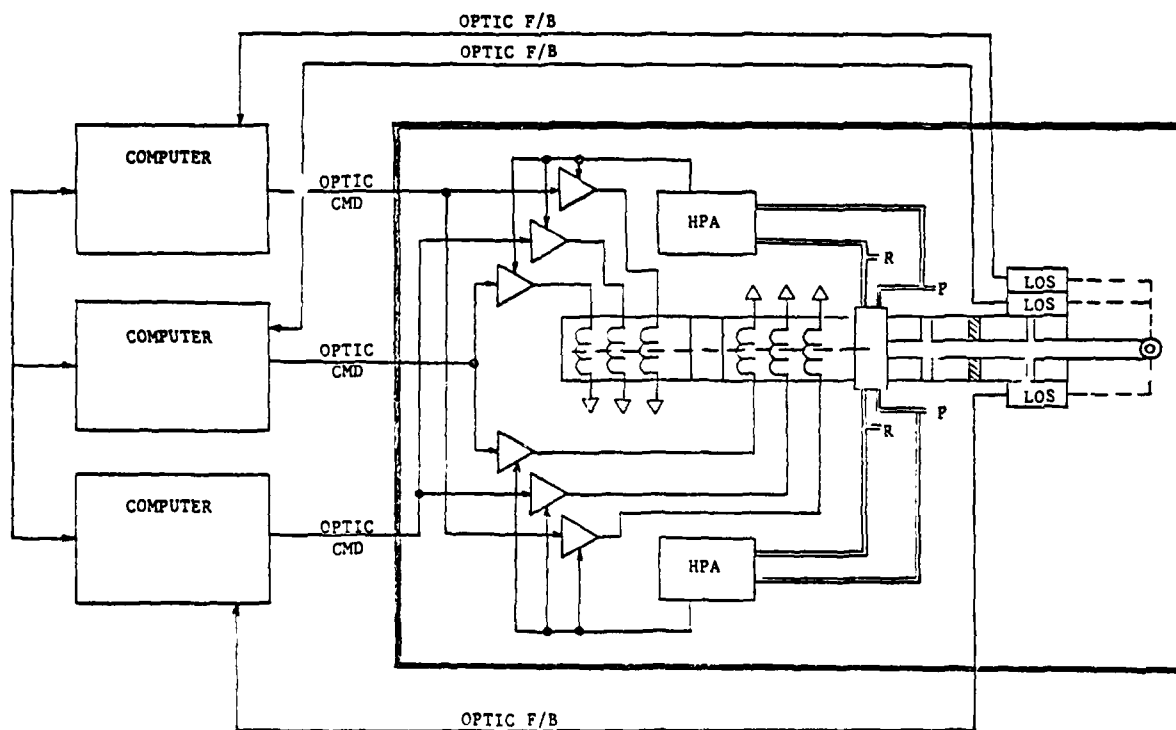 OPTIC F/B
OPTIC F/B
COMPUTER
OPTIC
CMD
HPA
R
P
LOS
LOS
COMPUTER
OPTIC
CMD
LOS
P
R
COMPUTER
OPTIC
CMD
HPA
OPTIC F/B